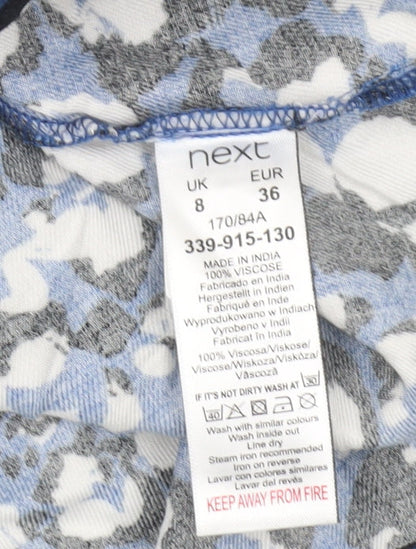 next
UK EUR
8 36
170/84A
339-915-130
MADE IN INDIA
100% VISCOSE
Fabricado en India
Hergestellt in Indien
Fabriqué en Inde
Wyprodukowano w Indiach
Vyrobeno v Indii
Fabricat în India
100% Viscosa/Viskose/
Viscose/Wiskoza/Viskóza/
Vâscoză
IF IT'S NOT DIRTY WASH AT 30
40
Wash with similar colours
Wash inside out
Line dry
Steam iron recommended
Iron on reverse
Lavar con colores similares
Lavar del revés
KEEP AWAY FROM FIRE